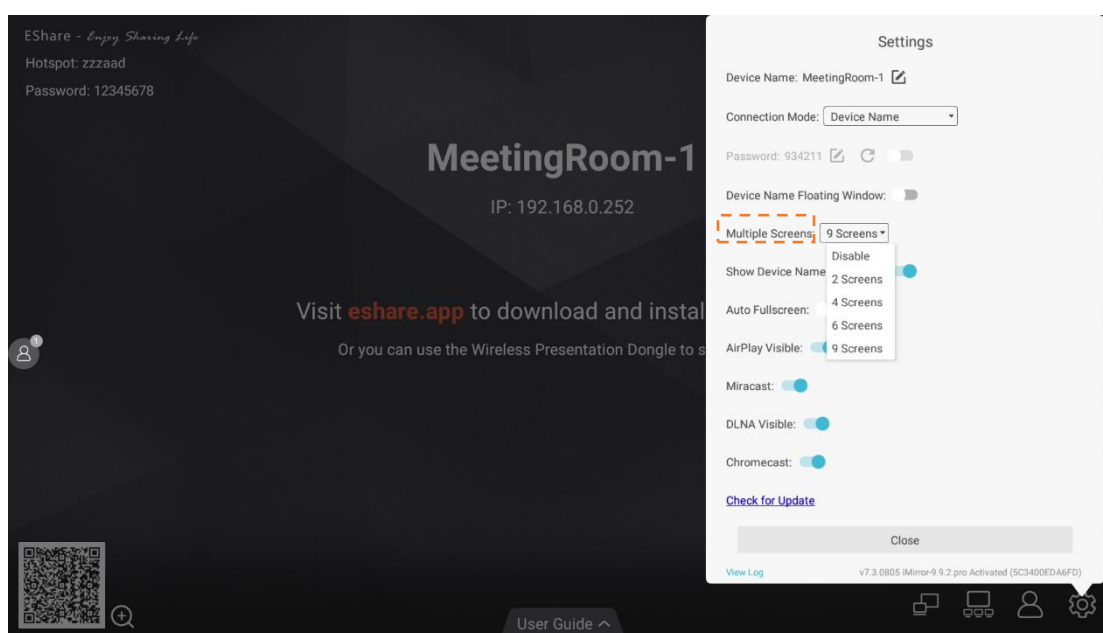 EShare - Enjoy Sharing Life
Hotspot: zzzaad
Password: 12345678
MeetingRoom-1
IP: 192.168.0.252
Visit eshare.app to download and instal
Or you can use the Wireless Presentation Dongle to s
1
User Guide
Settings
Device Name: MeetingRoom-1
Connection Mode: Device Name
Password: 934211
Device Name Floating Window:
Multiple Screens: 9 Screens
Disable
2 Screens
4 Screens
6 Screens
9 Screens
Show Device Name
Auto Fullscreen:
AirPlay Visible:
Miracast:
DLNA Visible:
Chromecast:
Check for Update
Close
View Log v7.3.0805 iMirror-9.9.2.pro Activated (5C3400EDA6FD)